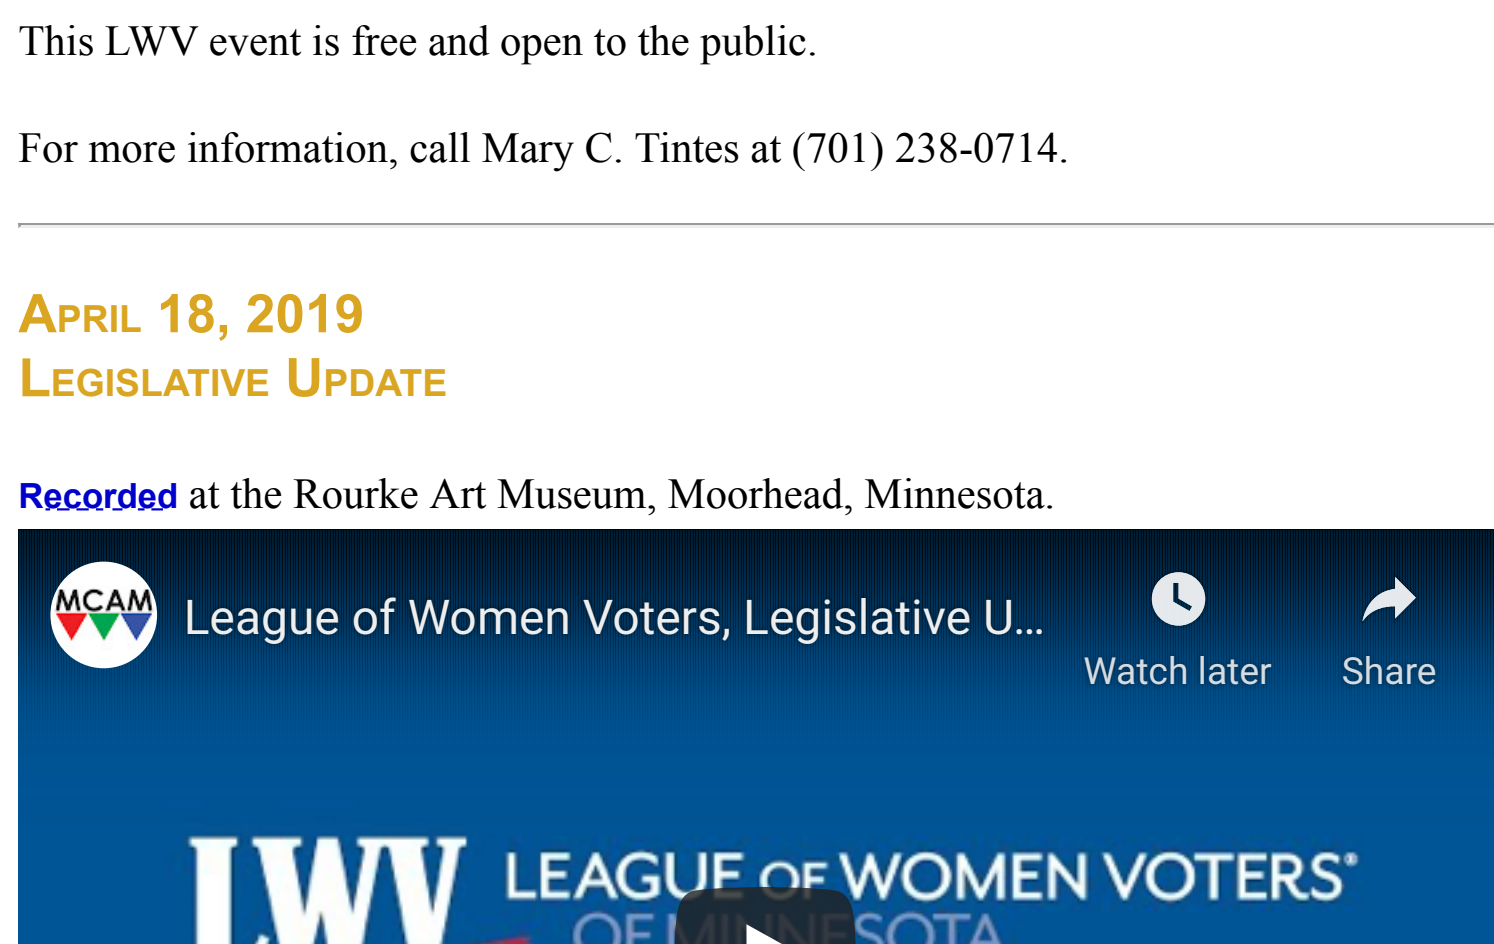 This LWV event is free and open to the public.
For more information, call Mary C. Tintes at (701) 238-0714.
April 18, 2019
Legislative Update
Recorded at the Rourke Art Museum, Moorhead, Minnesota.
MCAM
League of Women Voters, Legislative U...
Watch later
Share
LWV LEAGUE OF WOMEN VOTERS®
OF MINNESOTA